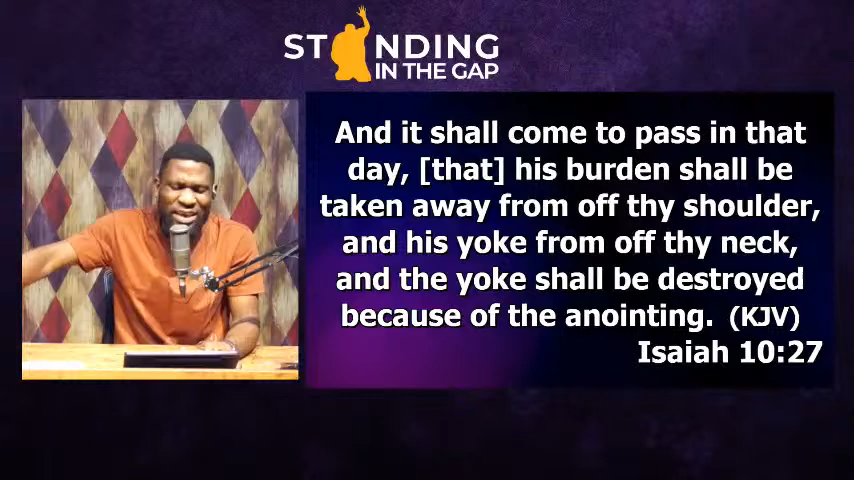 STANDING
IN THE GAP
And it shall come to pass in that
day, [that] his burden shall be
taken away from off thy shoulder,
and his yoke from off thy neck,
and the yoke shall be destroyed
because of the anointing. (KJV)
Isaiah 10:27